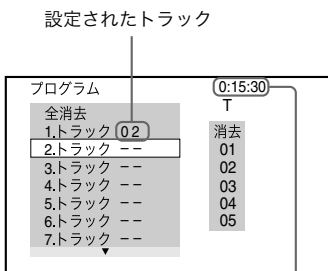 設定されたトラック
プログラム
0:15:30
T
全消去
1.トラック 02
2.トラック − −
3.トラック − −
4.トラック − −
5.トラック − −
6.トラック − −
7.トラック − −
消去
01
02
03
04
05